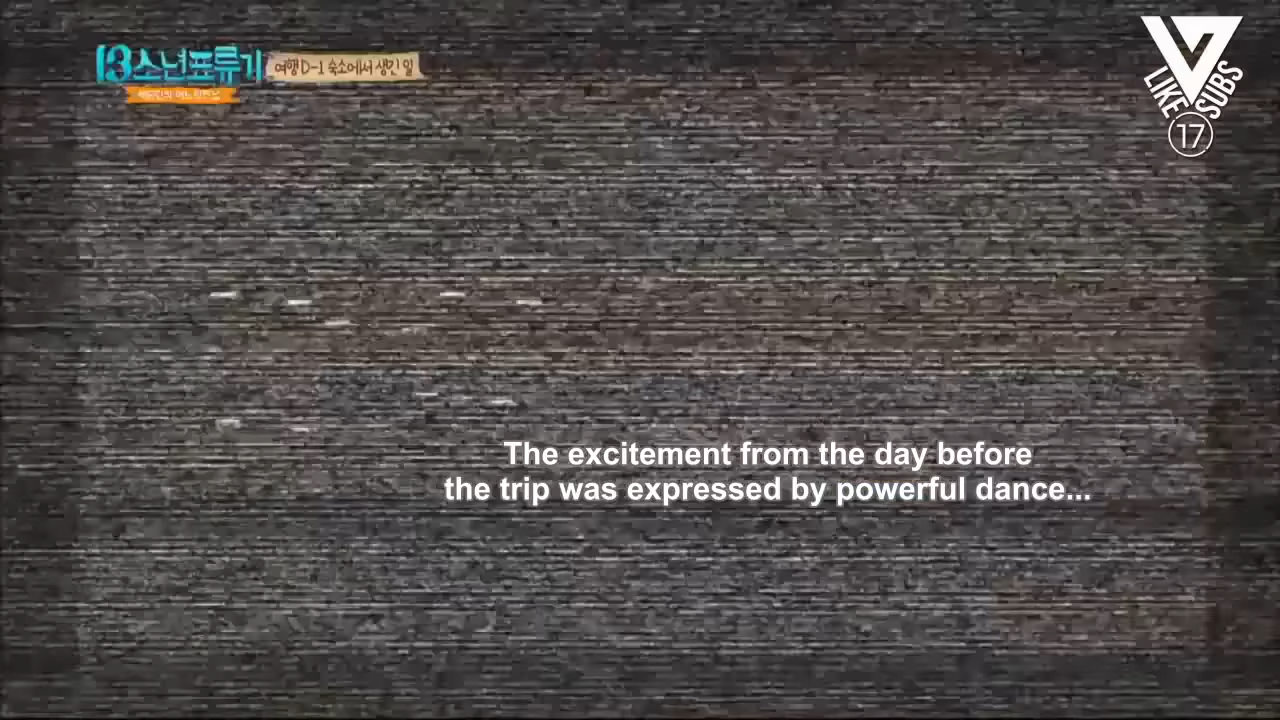 13소년표류기
여행 D-1 숙소에서 생긴 일
LIKE SUBS
17
The excitement from the day before
the trip was expressed by powerful dance...